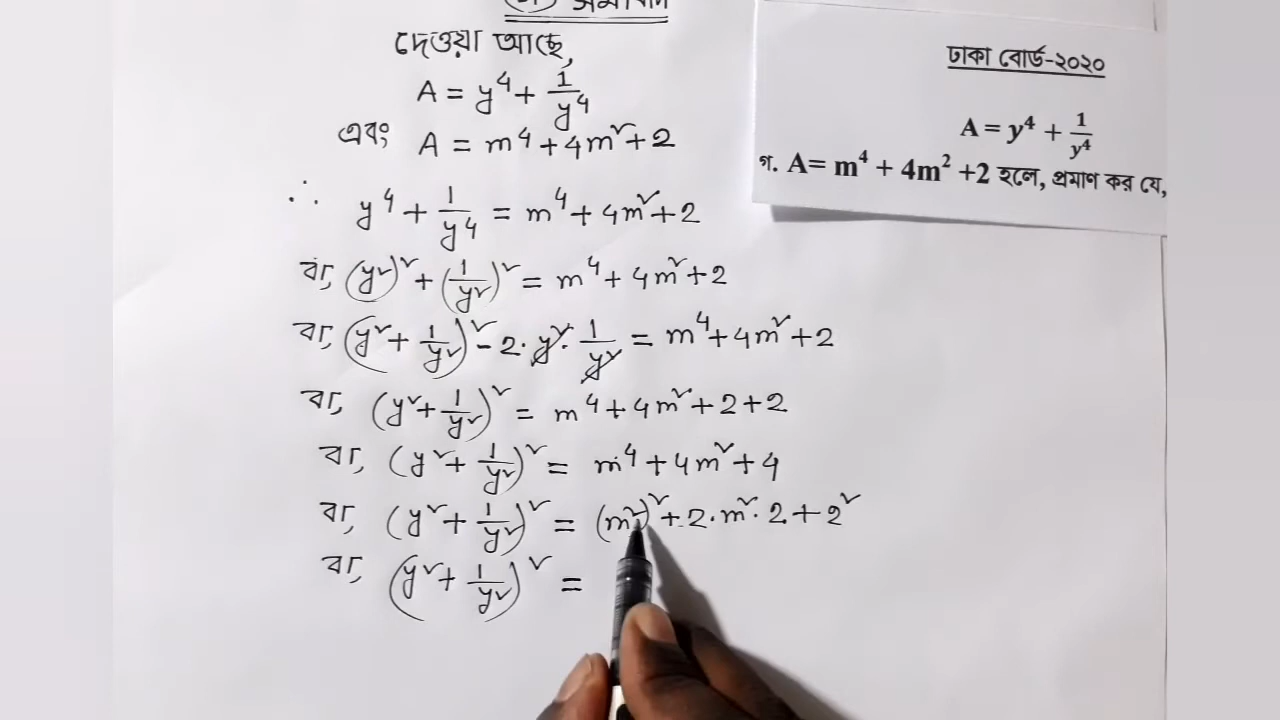 দেওয়া আছে,
A = y⁴ + 1/y⁴
এবং A = m⁴ + 4m² + 2
∴ y⁴ + 1/y⁴ = m⁴ + 4m² + 2
বা, (y²)² + (1/y²)² = m⁴ + 4m² + 2
বা, (y² + 1/y²)² - 2. y². 1/y² = m⁴ + 4m² + 2
বা, (y² + 1/y²)² = m⁴ + 4m² + 2 + 2
বা, (y² + 1/y²)² = m⁴ + 4m² + 4
বা, (y² + 1/y²)² = (m²)² + 2. m². 2 + 2²
বা, (y² + 1/y²)² =
ঢাকা বোর্ড-২০২০
A = y⁴ + 1/y⁴
গ. A= m⁴ + 4m² +2 হলে, প্রমাণ কর যে,